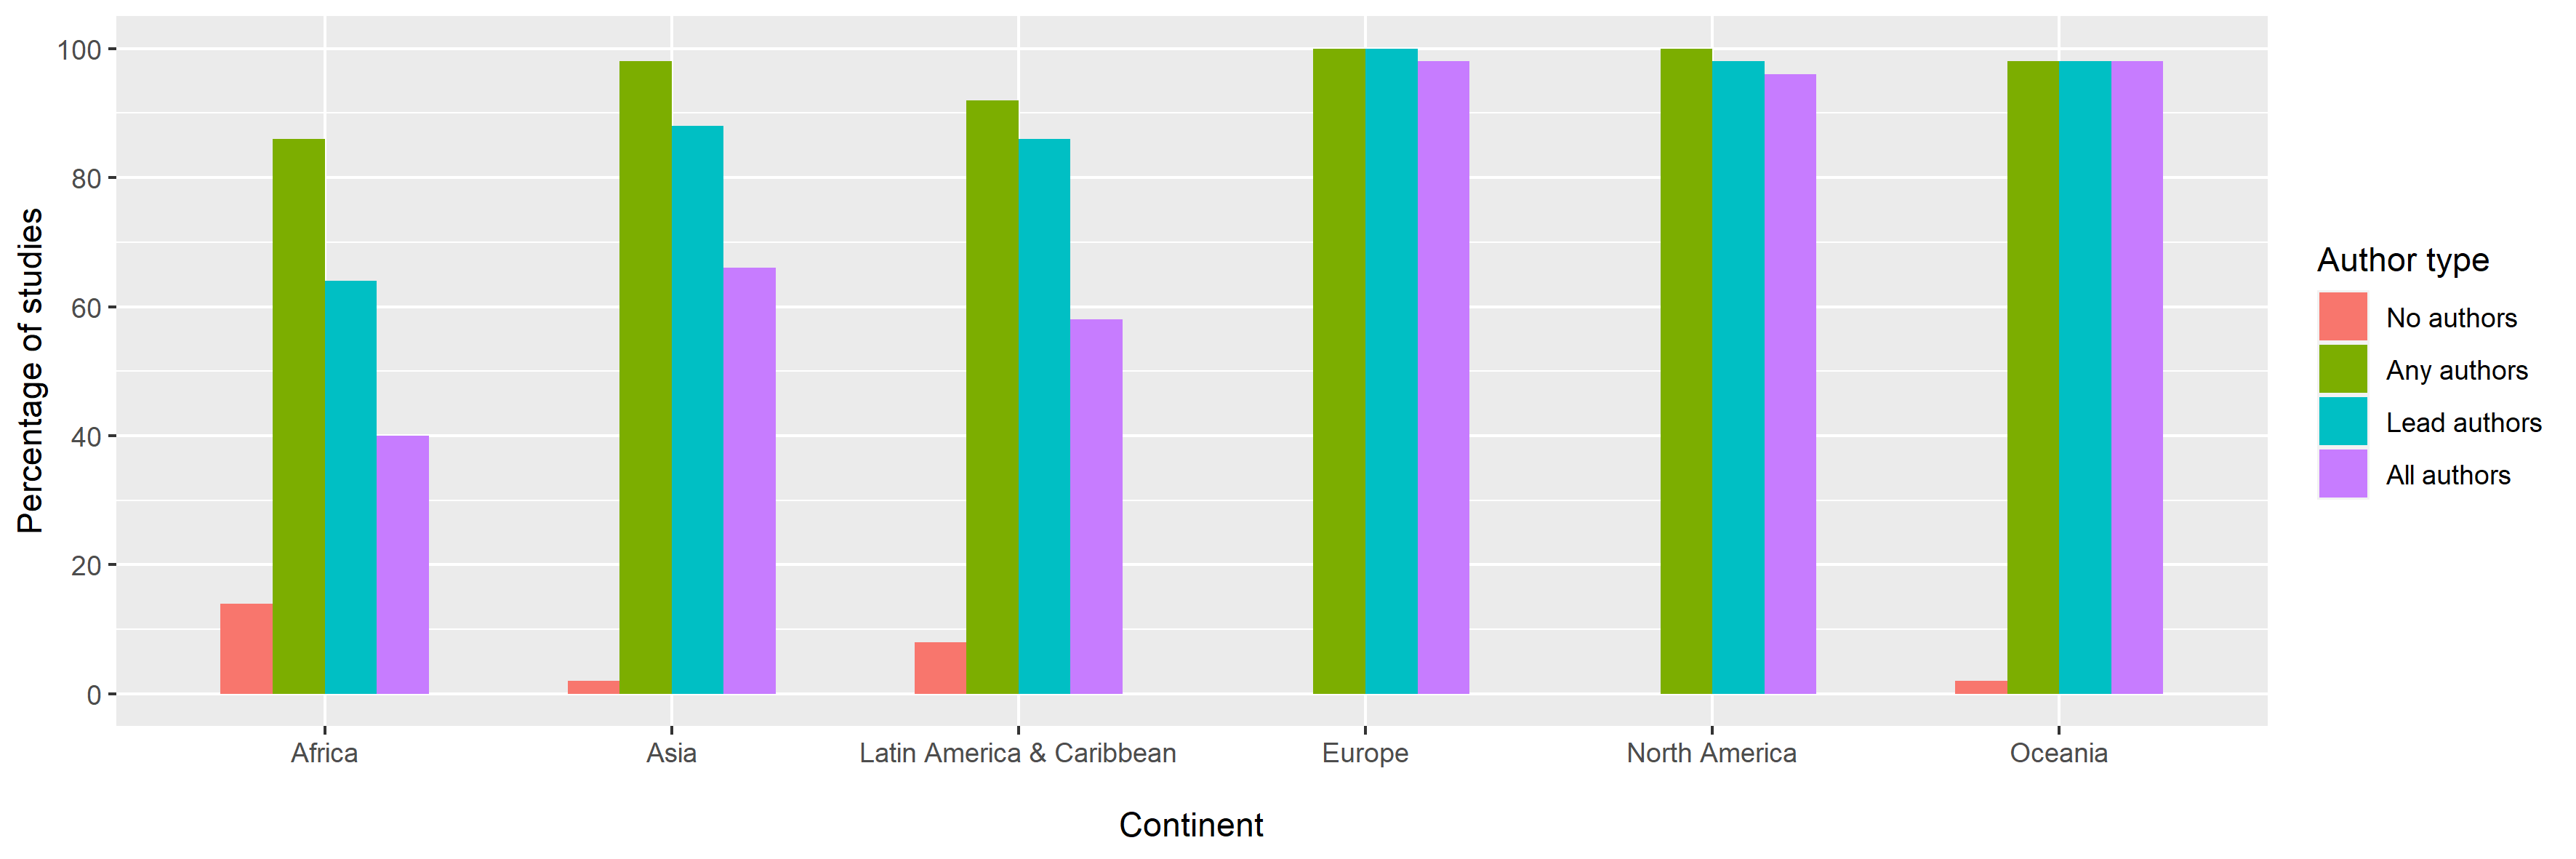 Percentage of studies
100
80
60
40
20
0
Africa
Asia
Latin America & Caribbean
Europe
North America
Oceania
Continent
Author type
No authors
Any authors
Lead authors
All authors